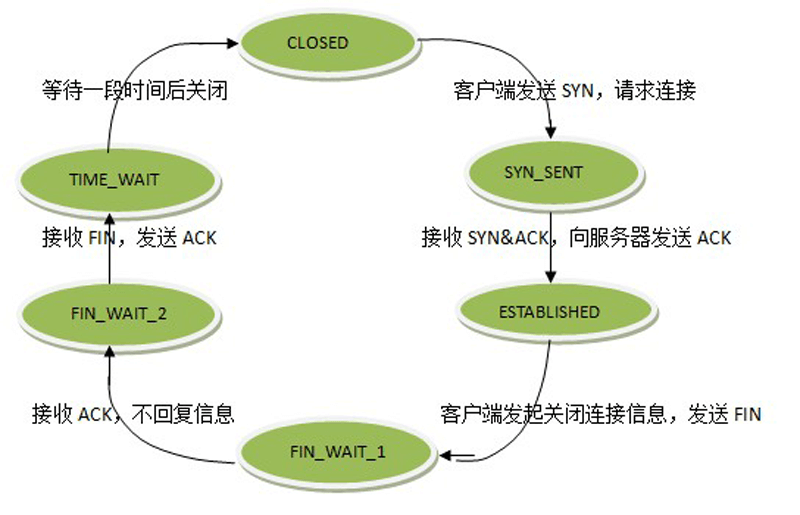 CLOSED
等待一段时间后关闭
客户端发送 SYN，请求连接
TIME_WAIT
SYN_SENT
接收 FIN，发送 ACK
接收 SYN&ACK，向服务器发送 ACK
FIN_WAIT_2
ESTABLISHED
接收 ACK，不回复信息
客户端发起关闭连接信息，发送 FIN
FIN_WAIT_1